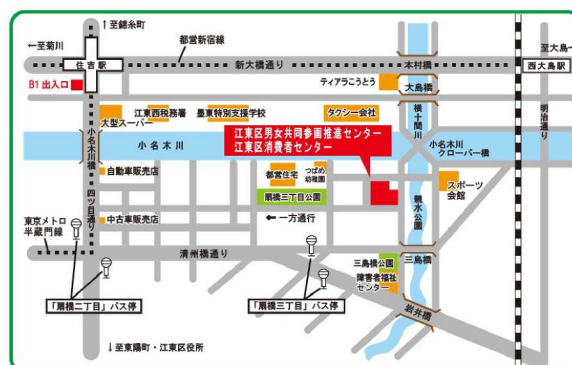 ↑至錦糸町
都営新宿線
←至菊川
住吉駅
新大橋通り
本村橋
至大島→
西大島駅
B1出入口
ティアラこうとう
大島橋
江東西税務署
墨東特別支援学校
タクシー会社
大型スーパー
横十間川
明治通り
小名木川橋
小名木川
江東区男女共同参画推進センター
江東区消費者センター
小名木川
クローバー橋
自動車販売店
都営住宅
つばめ
幼稚園
スポーツ
会館
四ツ目通り
扇橋三丁目公園
親水公園
東京メトロ
半蔵門線
中古車販売店
←一方通行
清州橋通り
三島橋
三島橋公園
障害者福祉
センター
「扇橋二丁目」バス停
「扇橋三丁目」バス停
岩井橋
↓至東陽町・江東区役所